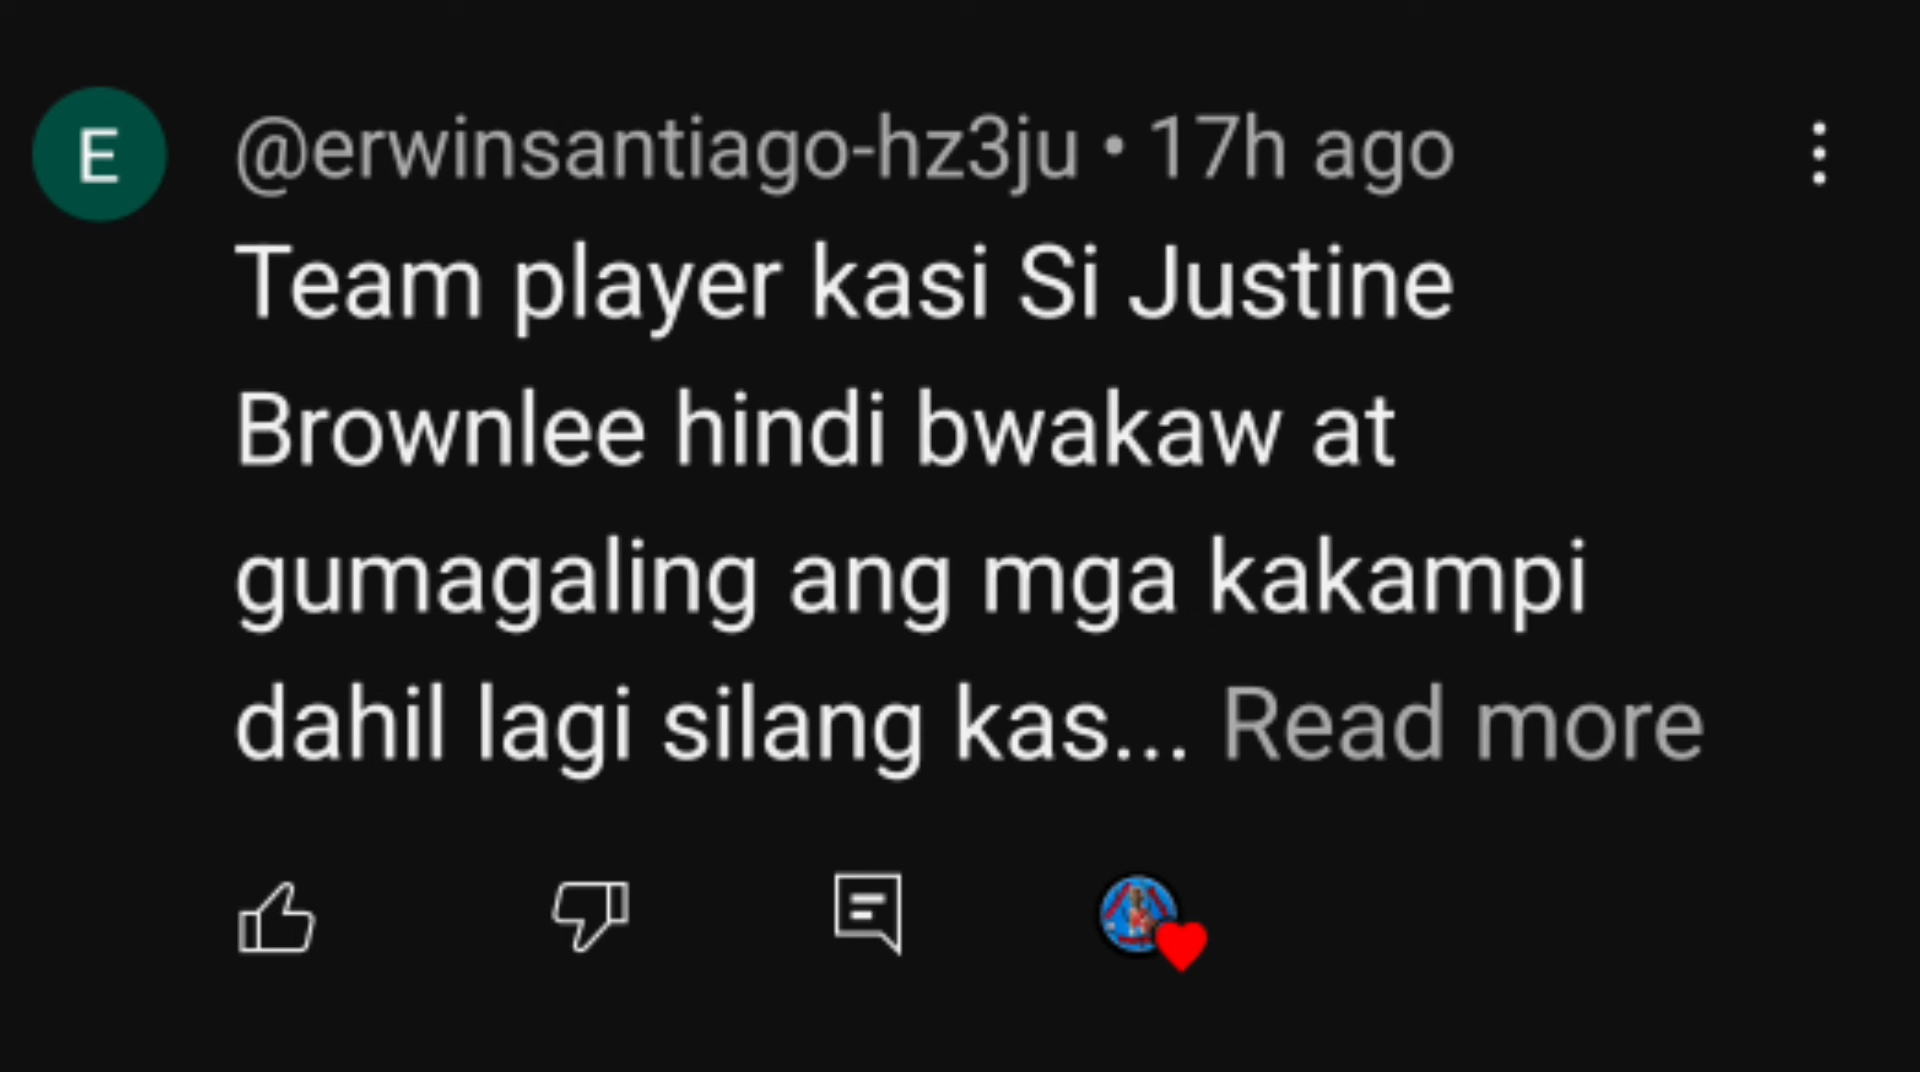 E
@erwinsantiago-hz3ju • 17h ago
Team player kasi Si Justine
Brownlee hindi bwakaw at
gumagaling ang mga kakampi
dahil lagi silang kas... Read more